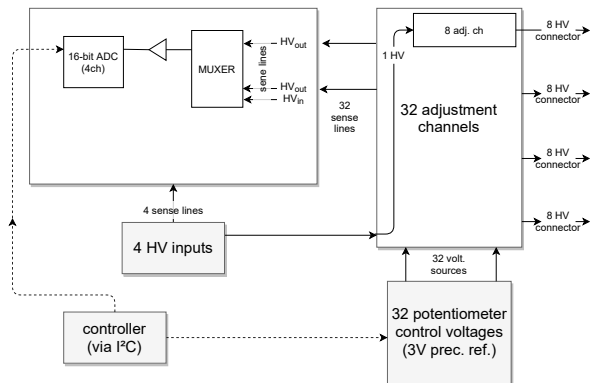 16-bit ADC
(4ch)
MUXER
HVout
sene lines
HVout
HVin
32
sense
lines
1 HV
8 adj. ch
32 adjustment
channels
8 HV
connector
8 HV
connector
8 HV
connector
8 HV
connector
4 sense lines
4 HV inputs
32 volt.
sources
controller
(via I²C)
32 potentiometer
control voltages
(3V prec. ref.)